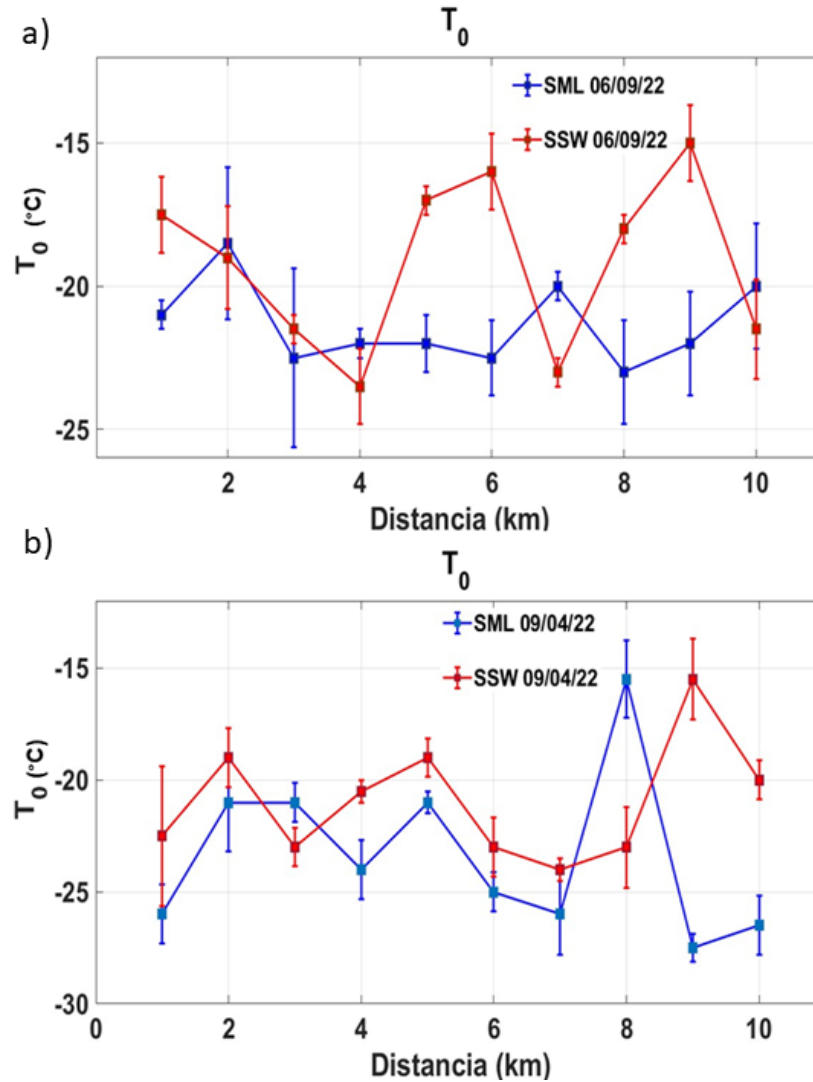 a)
T0
SML 06/09/22
SSW 06/09/22
T0 (°C)
-15
-20
-25
2 4 6 8 10
Distancia (km)
b)
T0
SML 09/04/22
SSW 09/04/22
T0 (°C)
-15
-20
-25
-30
0 2 4 6 8 10
Distancia (km)